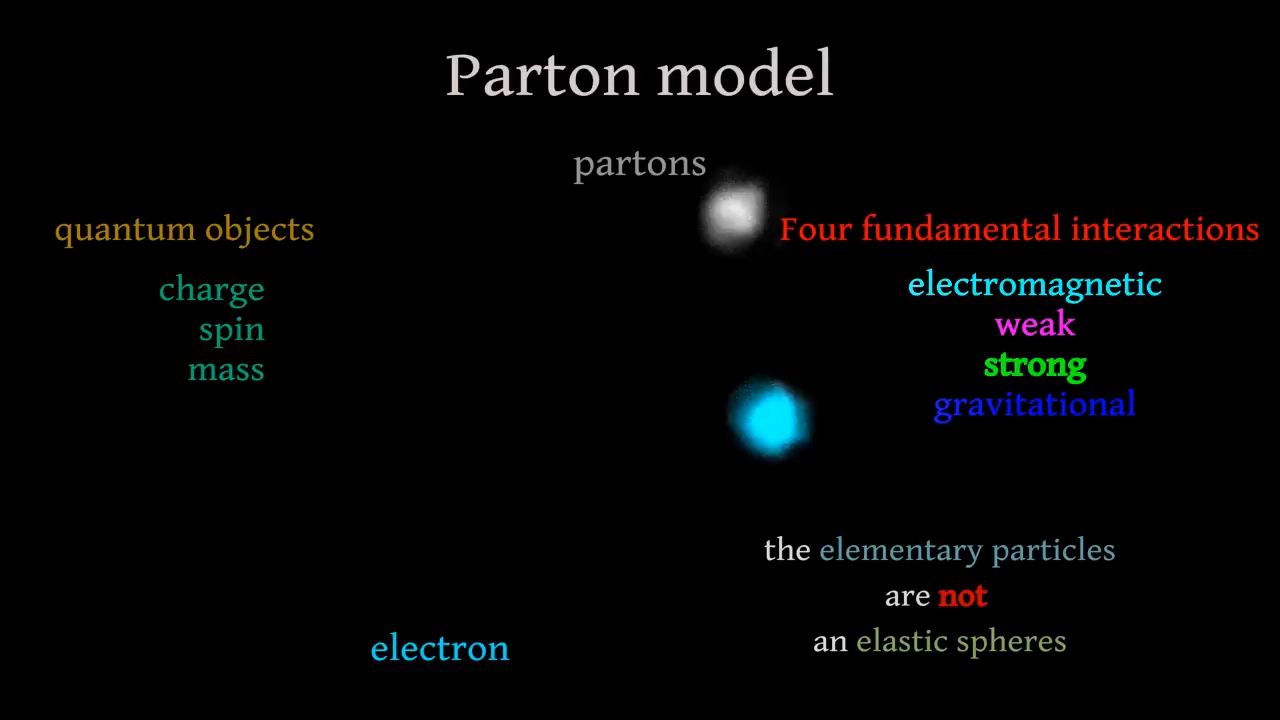 Parton model
partons
quantum objects
charge
spin
mass
Four fundamental interactions
electromagnetic
weak
strong
gravitational
the elementary particles
are not
an elastic spheres
electron